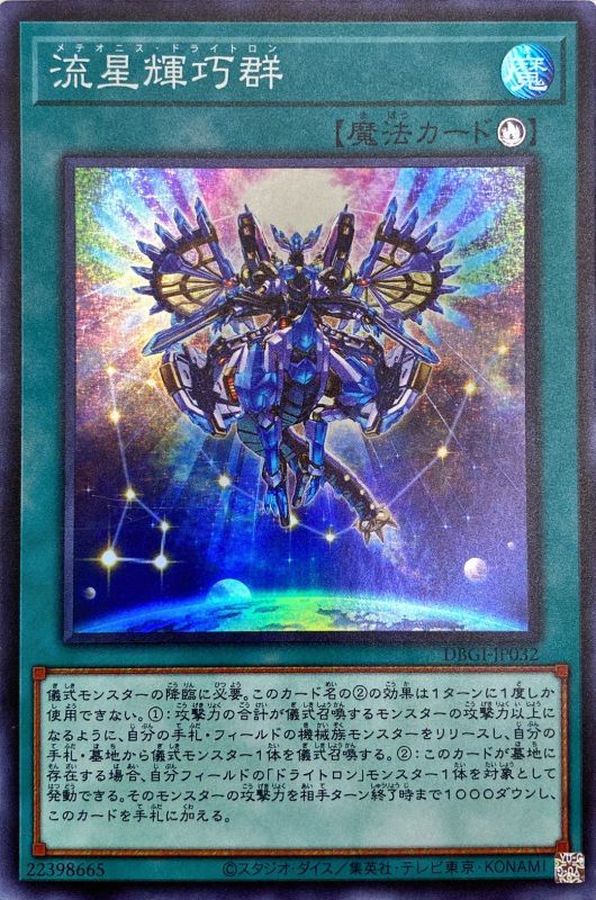 メテオニス・ドライトロン
流星輝巧群
魔
【魔法カード】
DBGI-JP032
儀式モンスターの降臨に必要。このカード名の②の効果は1ターンに1度しか
使用できない。①:攻撃力の合計が儀式召喚するモンスターの攻撃力以上に
なるように、自分の手札・フィールドの機械族モンスターをリリースし、自分の
手札・墓地から儀式モンスター1体を儀式召喚する。②:このカードが墓地に
存在する場合、自分フィールドの「ドライトロン」モンスター1体を対象として
発動できる。そのモンスターの攻撃力を相手ターン終了時まで1000ダウンし、
このカードを手札に加える。
22398665
©スタジオ・ダイス/集英社・テレビ東京・KONAMI